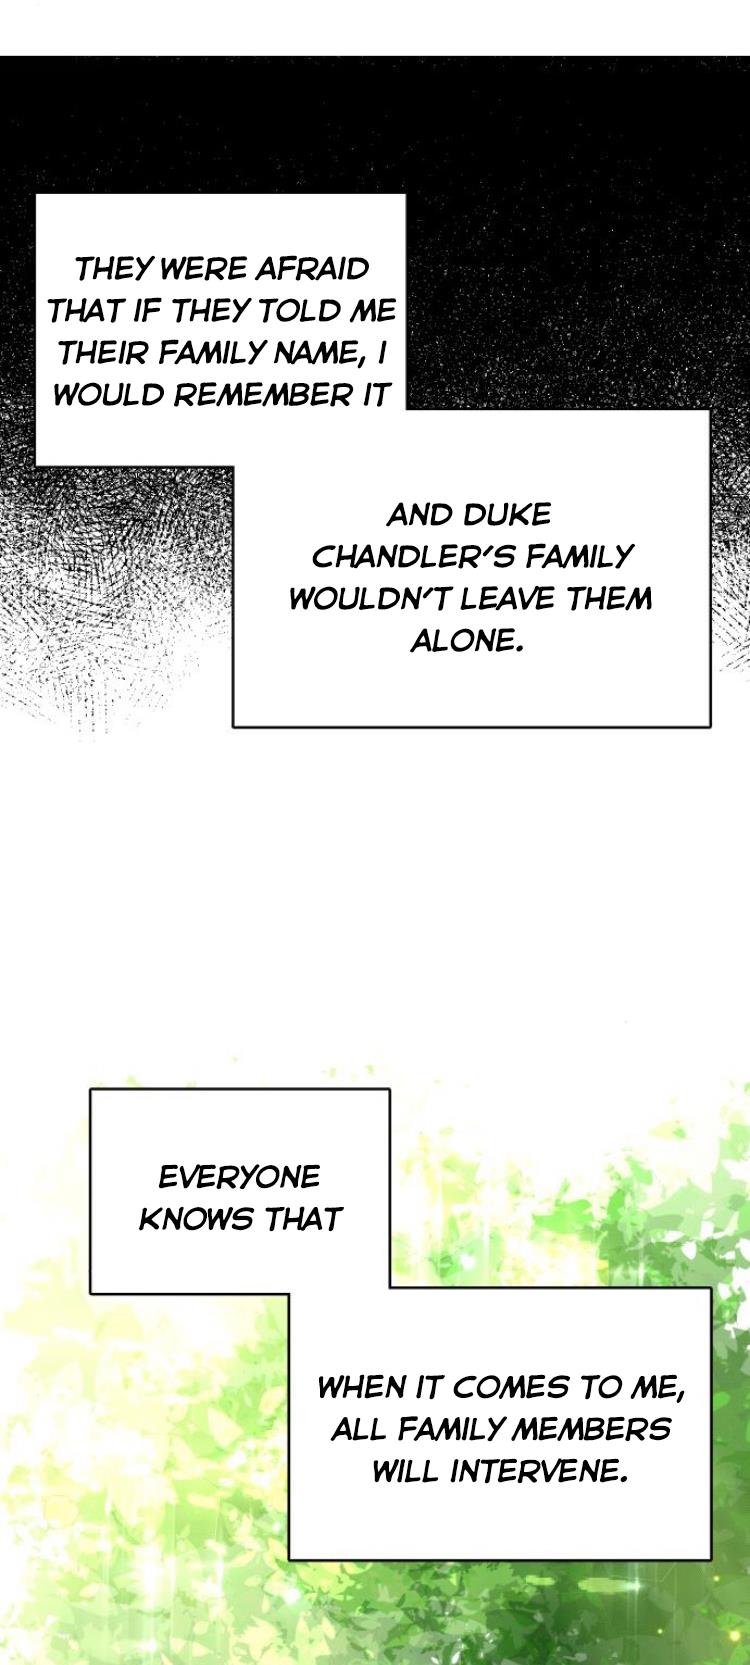 THEY WERE AFRAID
THAT IF THEY TOLD ME
THEIR FAMILY NAME, I
WOULD REMEMBER IT
AND DUKE
CHANDLER'S FAMILY
WOULDN'T LEAVE THEM
ALONE.
EVERYONE
KNOWS THAT
WHEN IT COMES TO ME,
ALL FAMILY MEMBERS
WILL INTERVENE.